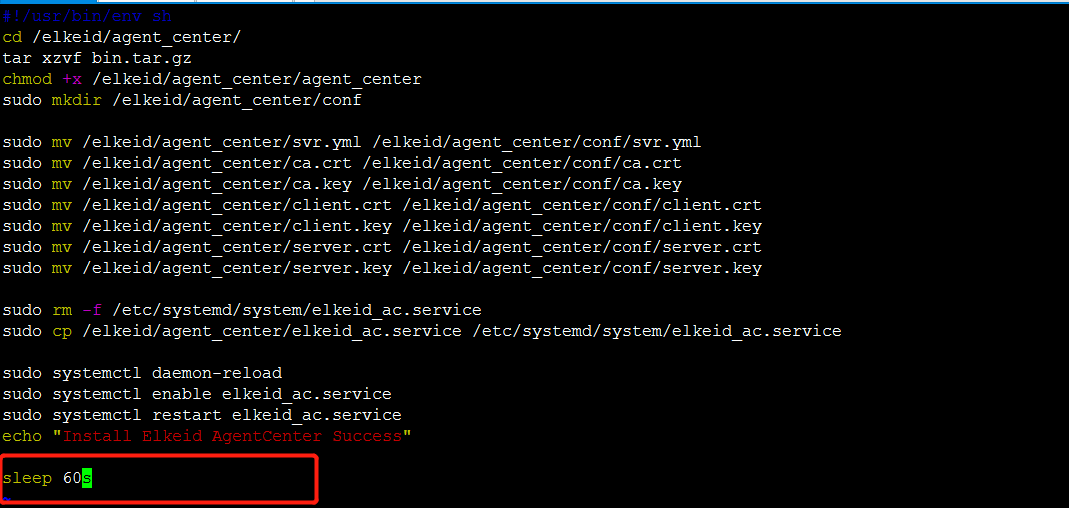 #!/usr/bin/env sh
cd /elkeid/agent_center/
tar xzvf bin.tar.gz
chmod +x /elkeid/agent_center/agent_center
sudo mkdir /elkeid/agent_center/conf
sudo mv /elkeid/agent_center/svr.yml /elkeid/agent_center/conf/svr.yml
sudo mv /elkeid/agent_center/ca.crt /elkeid/agent_center/conf/ca.crt
sudo mv /elkeid/agent_center/ca.key /elkeid/agent_center/conf/ca.key
sudo mv /elkeid/agent_center/client.crt /elkeid/agent_center/conf/client.crt
sudo mv /elkeid/agent_center/client.key /elkeid/agent_center/conf/client.key
sudo mv /elkeid/agent_center/server.crt /elkeid/agent_center/conf/server.crt
sudo mv /elkeid/agent_center/server.key /elkeid/agent_center/conf/server.key
sudo rm -f /etc/systemd/system/elkeid_ac.service
sudo cp /elkeid/agent_center/elkeid_ac.service /etc/systemd/system/elkeid_ac.service
sudo systemctl daemon-reload
sudo systemctl enable elkeid_ac.service
sudo systemctl restart elkeid_ac.service
echo "Install Elkeid AgentCenter Success"
sleep 60s
~